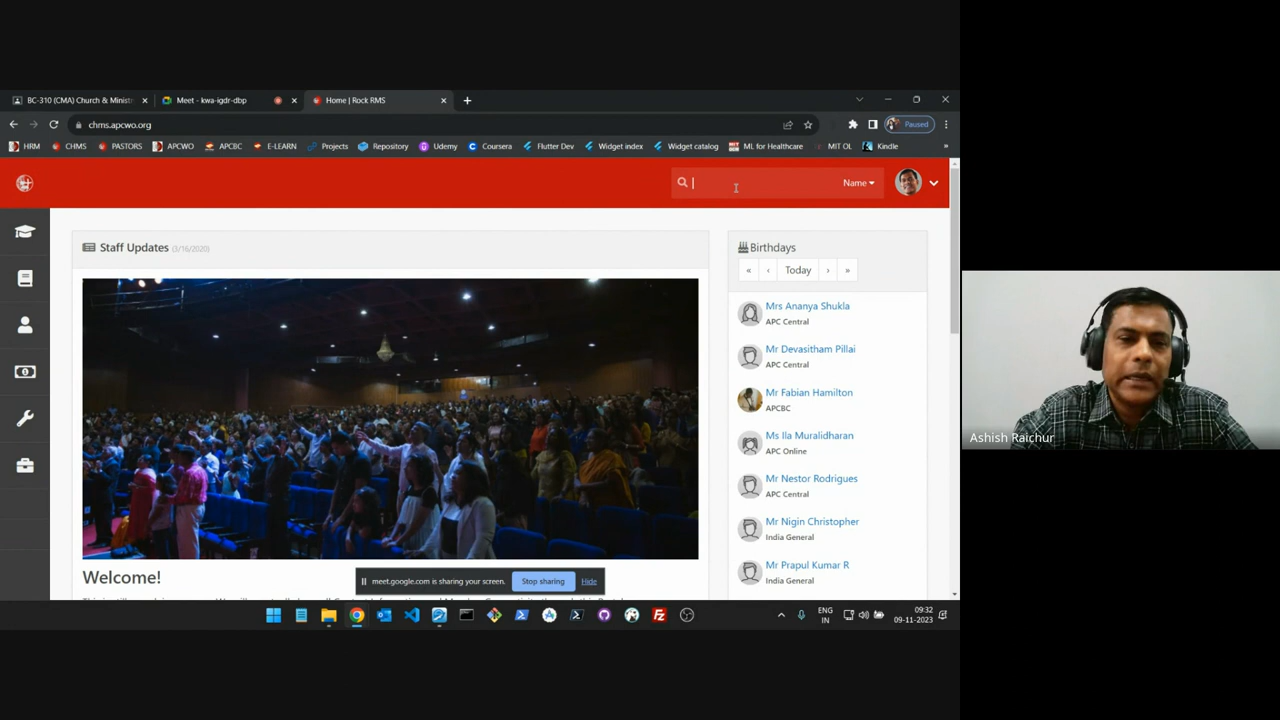 BC-310 (CMA) Church & Ministr
Meet - kwa-igdr-dbp
Home | Rock RMS
chms.apcwo.org
Paused
HRM CHMS PASTORS APCWO APCBC E-LEARN Projects Repository Udemy Coursera Flutter Dev Widget index Widget catalog ML for Healthcare MIT OL Kindle »
Name
Staff Updates (3/16/2020)
Birthdays
« ‹ Today › »
Mrs Ananya Shukla
APC Central
Mr Devasitham Pillai
APC Central
Mr Fabian Hamilton
APCBC
Ms Ila Muralidharan
APC Online
Mr Nestor Rodrigues
APC Central
Mr Nigin Christopher
India General
Mr Prapul Kumar R
India General
Welcome!
meet.google.com is sharing your screen. Stop sharing Hide
ENG
IN
09:32
09-11-2023
Ashish Raichur